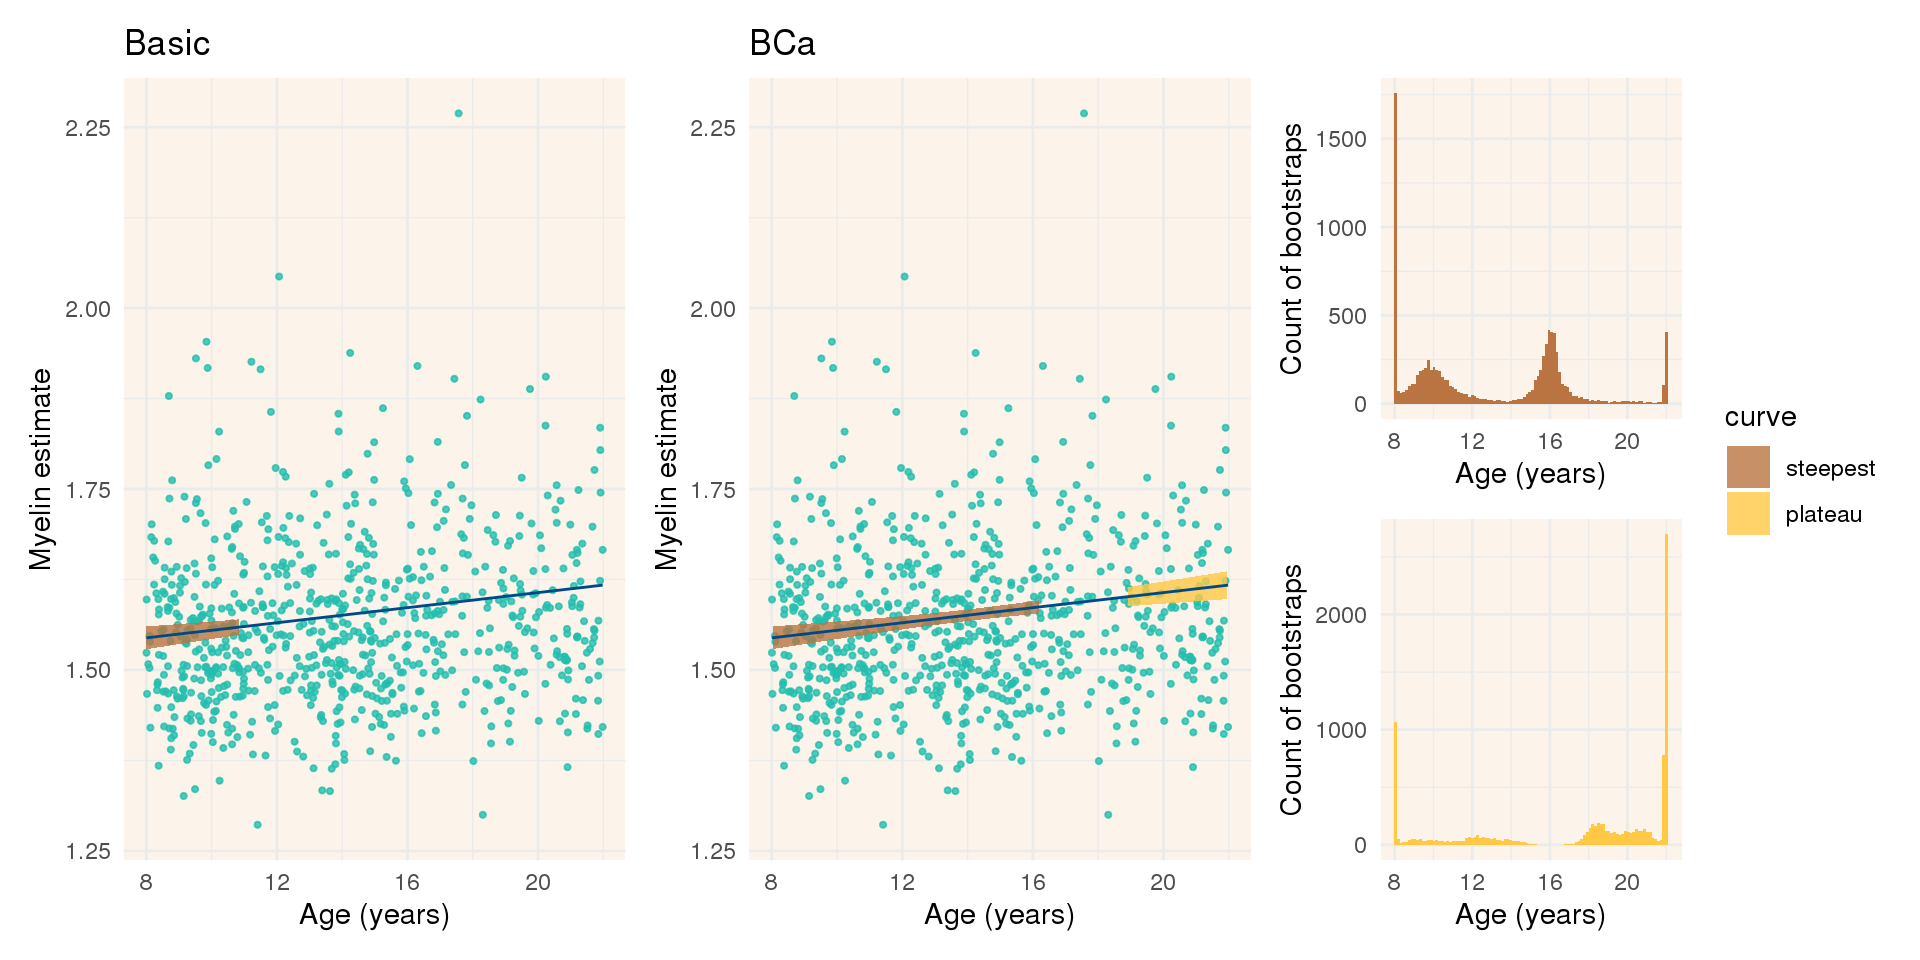 Basic
Myelin estimate
2.25
2.00
1.75
1.50
1.25
8 12 16 20
Age (years)
BCa
Myelin estimate
2.25
2.00
1.75
1.50
1.25
8 12 16 20
Age (years)
Count of bootstraps
1500
1000
500
0
8 12 16 20
Age (years)
Count of bootstraps
2000
1000
0
8 12 16 20
Age (years)
curve
steepest
plateau